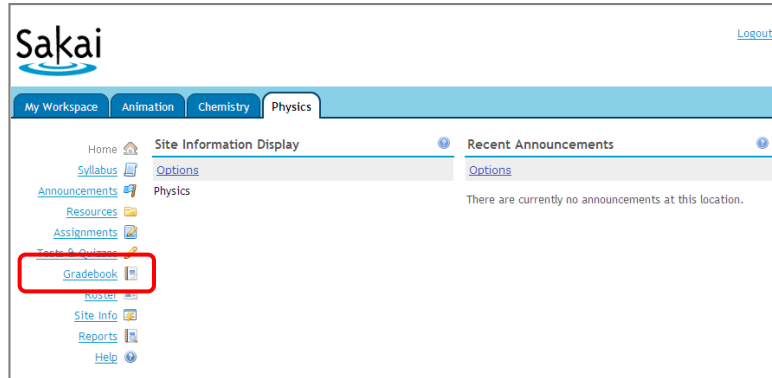 Sakai
Logout
My Workspace Animation Chemistry Physics
Home
Syllabus
Announcements
Resources
Assignments
Tests & Quizzes
Gradebook
Roster
Site Info
Reports
Help
Site Information Display
Options
Physics
Recent Announcements
Options
There are currently no announcements at this location.